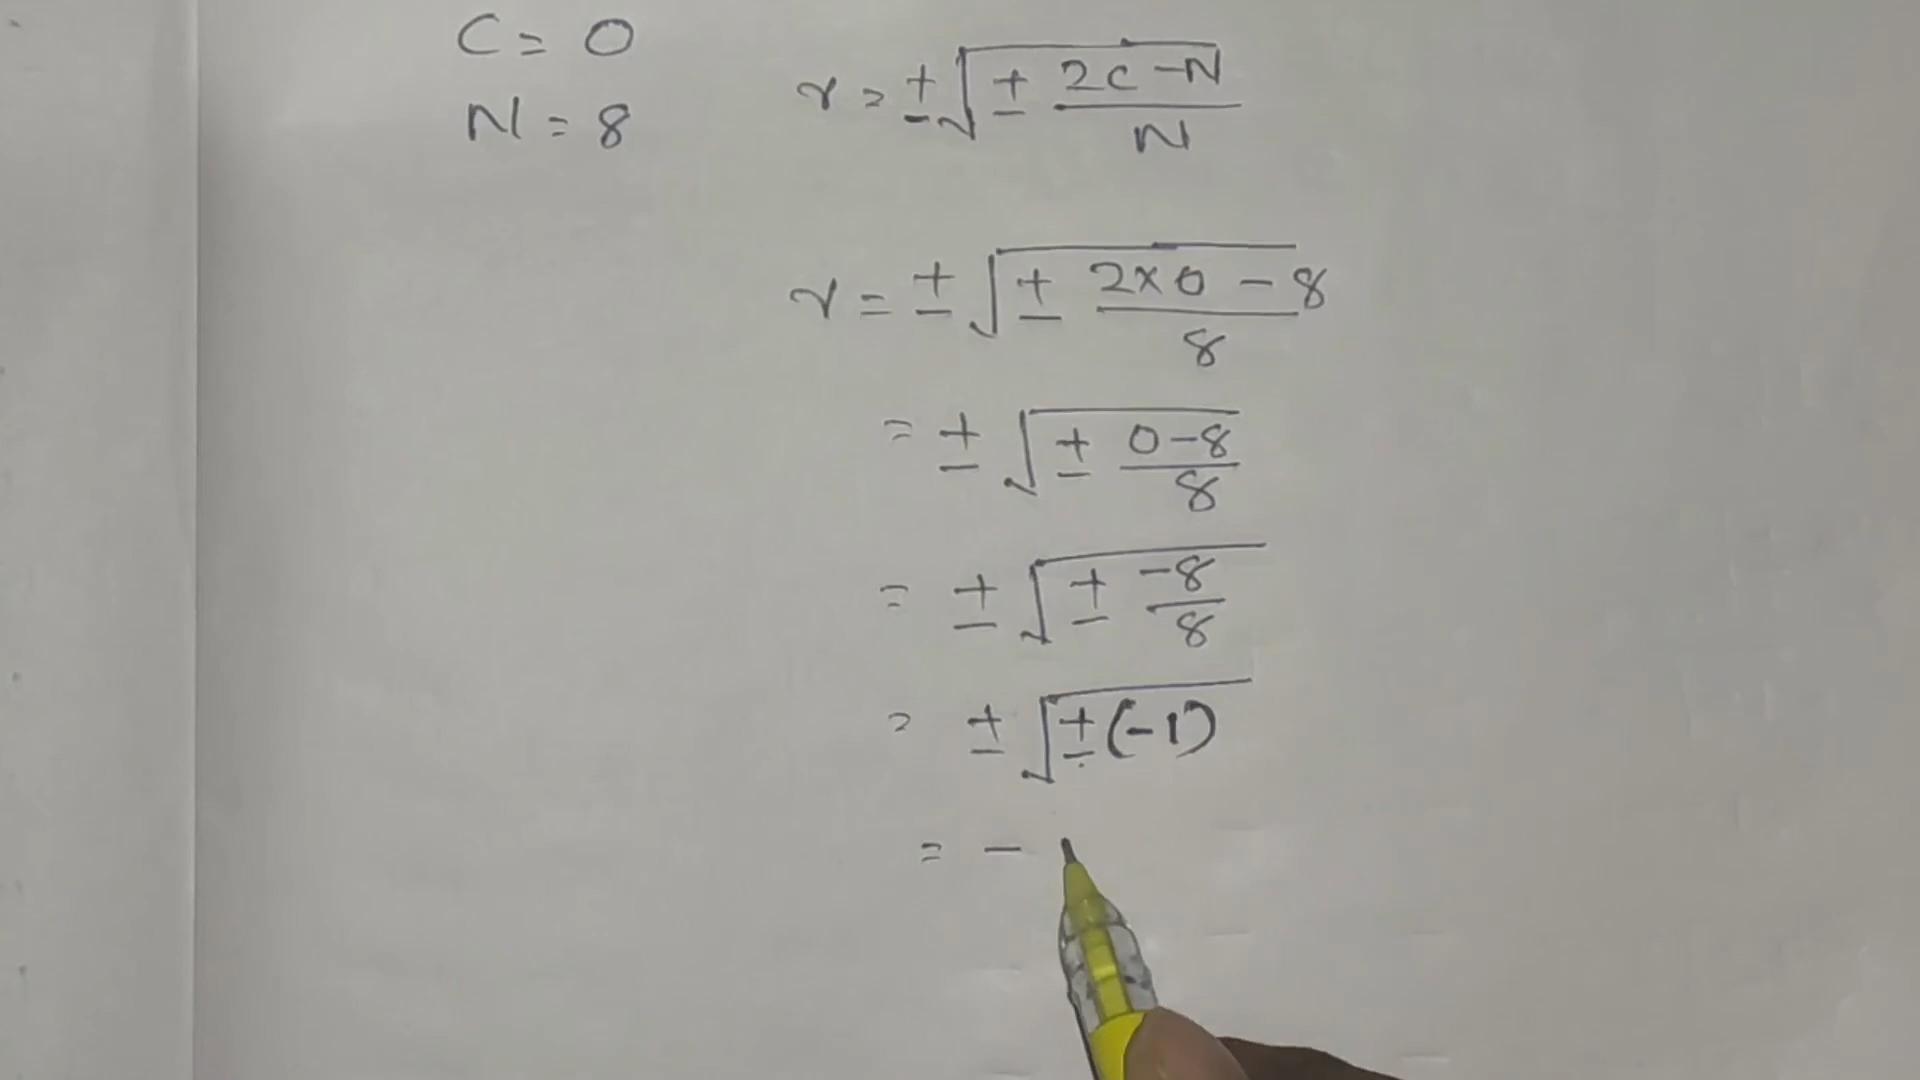 C = 0
N = 8
r = ±√(± (2C - N)/N)
r = ±√(± (2×0 - 8)/8)
= ±√(± (0-8)/8)
= ±√(± -8/8)
= ±√(±(-1))
= -